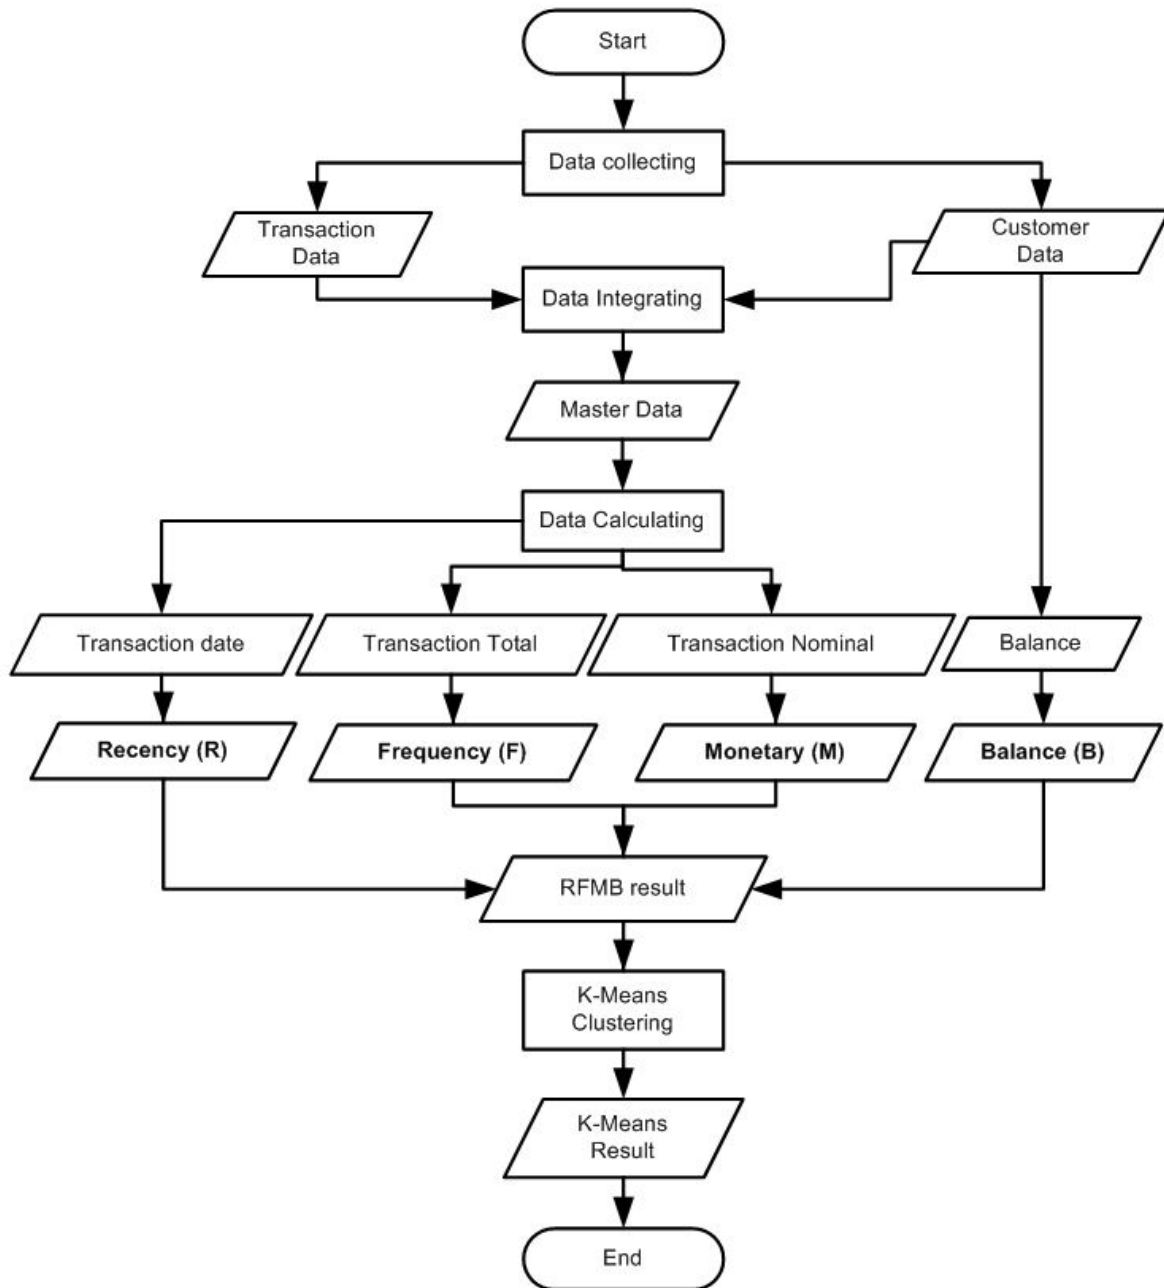 Start
Data collecting
Transaction
Data
Customer
Data
Data Integrating
Master Data
Data Calculating
Transaction date
Transaction Total
Transaction Nominal
Balance
Recency (R)
Frequency (F)
Monetary (M)
Balance (B)
RFMB result
K-Means
Clustering
K-Means
Result
End